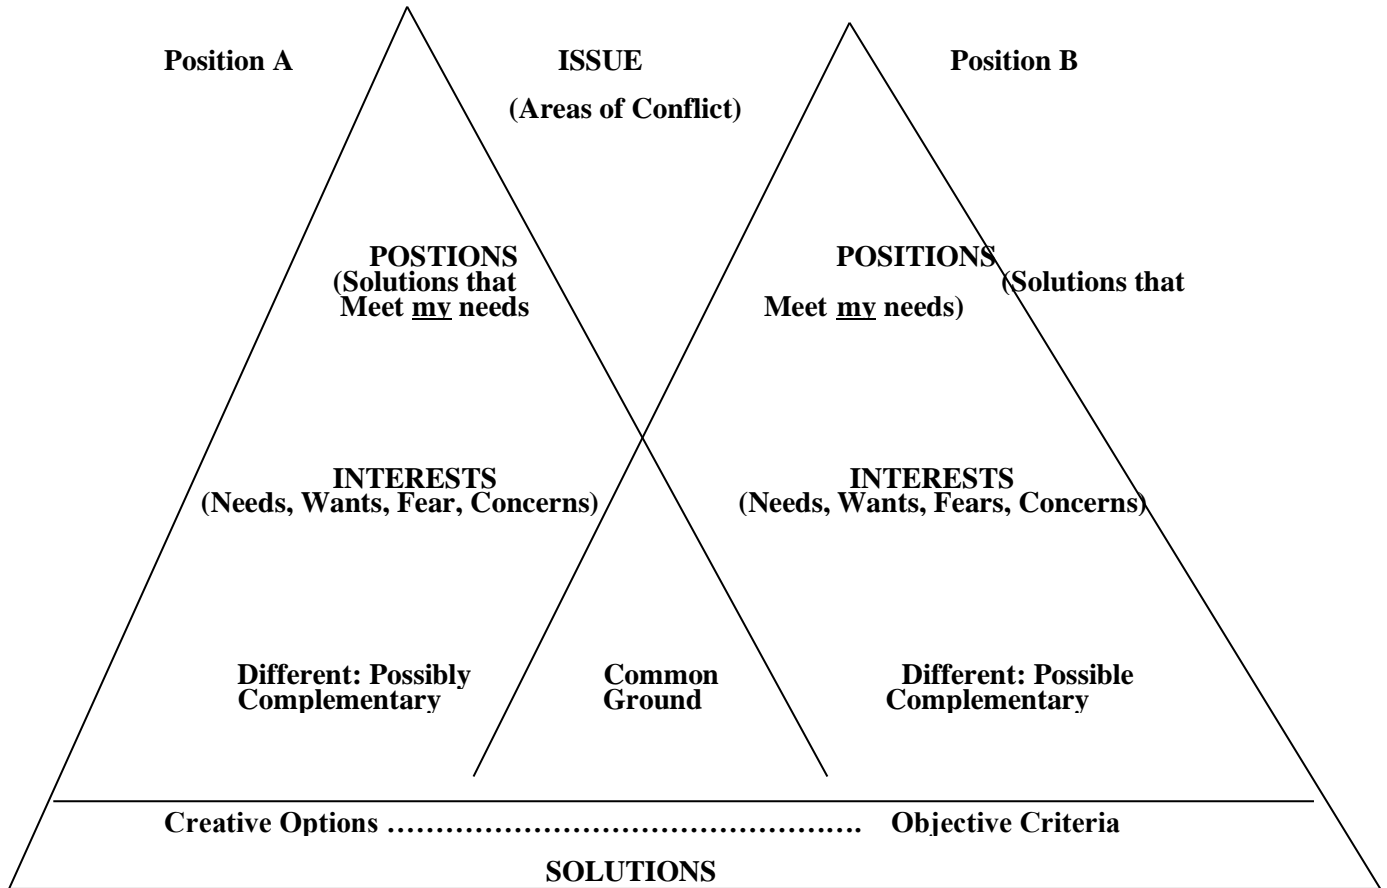 Position A ISSUE Position B
(Areas of Conflict)
POSTIONS POSITIONS
(Solutions that (Solutions that
Meet my needs Meet my needs)
INTERESTS INTERESTS
(Needs, Wants, Fear, Concerns) (Needs, Wants, Fears, Concerns)
Different: Possibly Common Different: Possible
Complementary Ground Complementary
Creative Options …………………………………………. Objective Criteria
SOLUTIONS